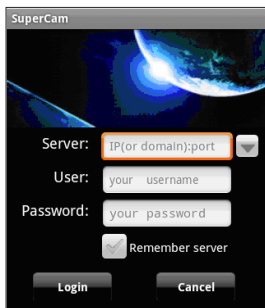 SuperCam
Server: IP(or domain):port
User: your username
Password: your password
Remember server
Login Cancel